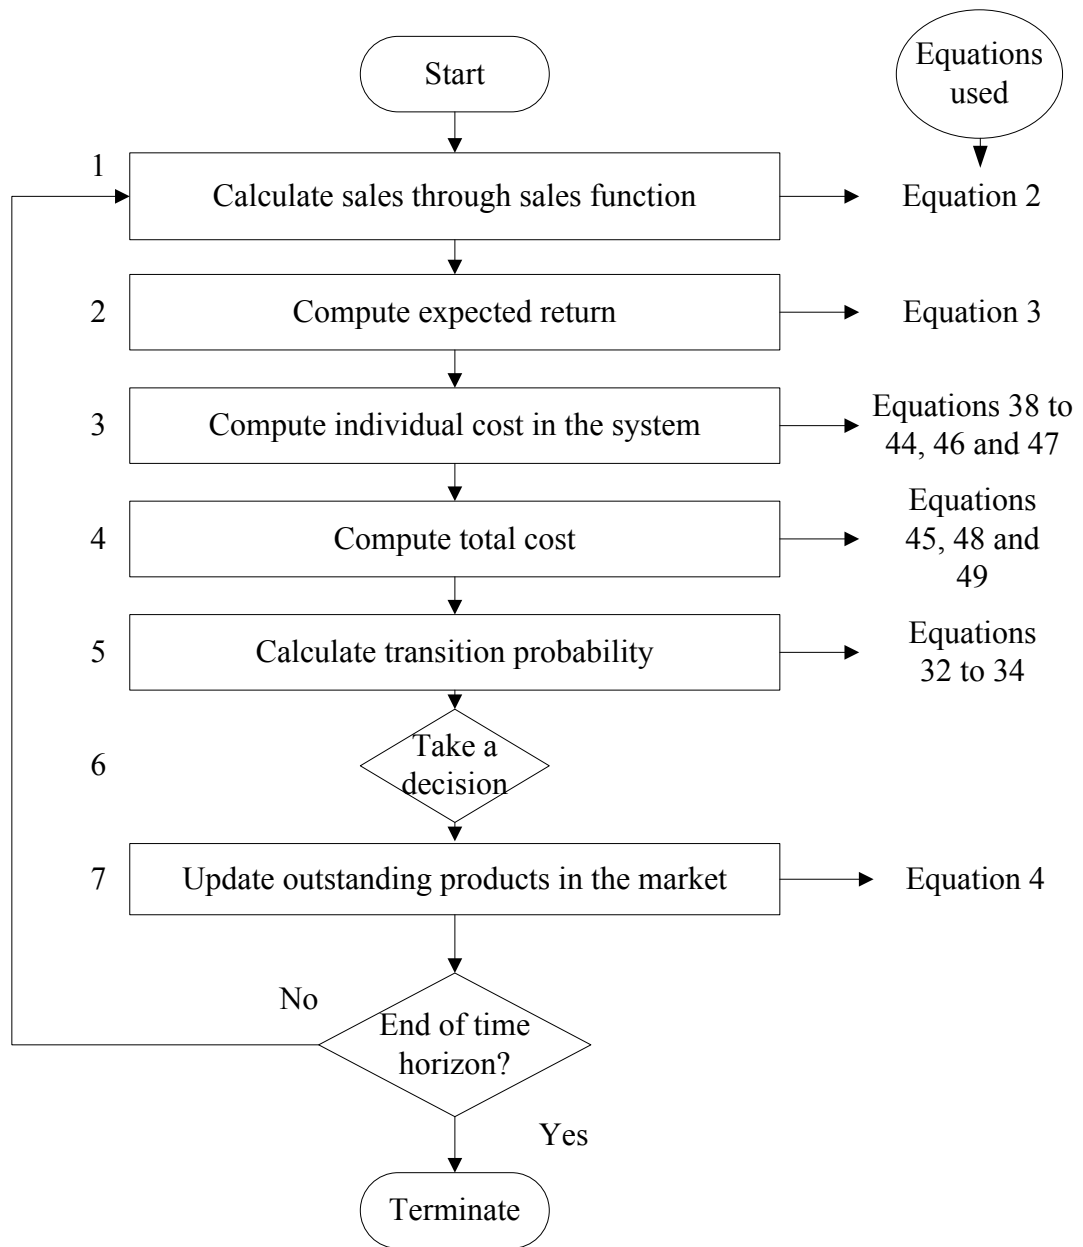 Start
Equations
used
1
Calculate sales through sales function
Equation 2
2
Compute expected return
Equation 3
3
Compute individual cost in the system
Equations 38 to
44, 46 and 47
4
Compute total cost
Equations
45, 48 and
49
5
Calculate transition probability
Equations
32 to 34
6
Take a
decision
7
Update outstanding products in the market
Equation 4
No
End of time
horizon?
Yes
Terminate